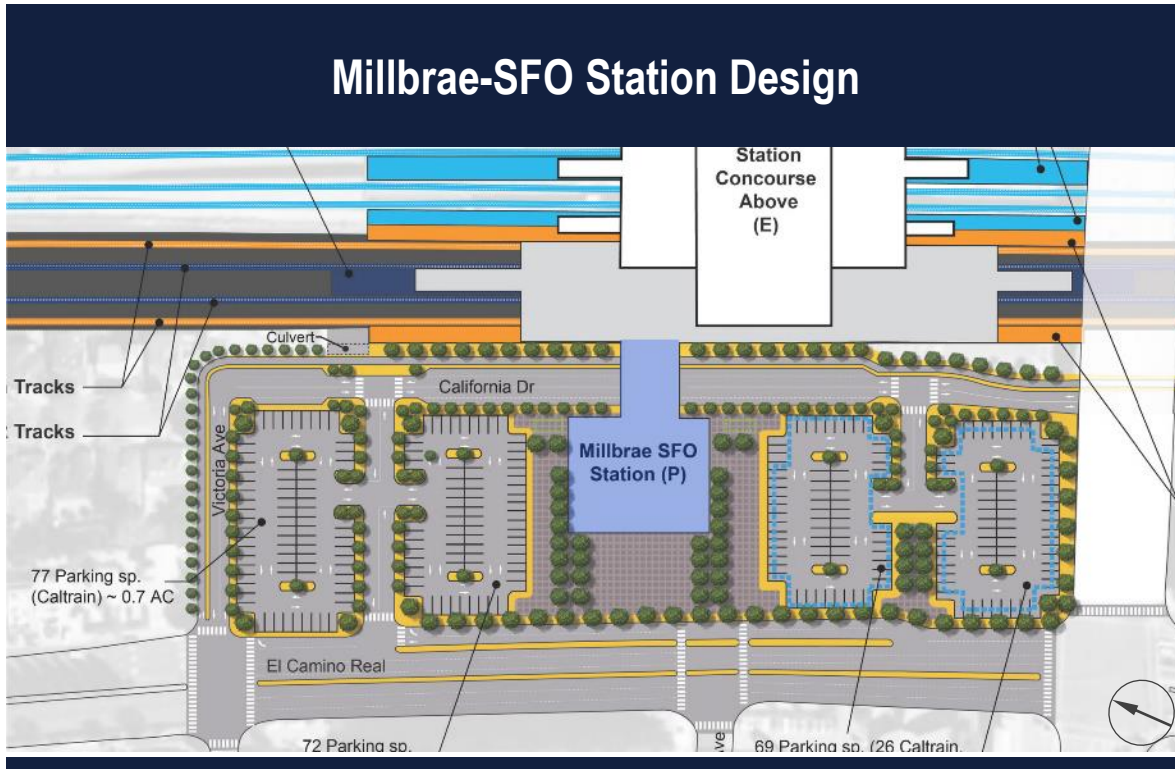 Millbrae-SFO Station Design
Station
Concourse
Above
(E)
Culvert
Tracks
California Dr
Tracks
Victoria Ave
Millbrae SFO
Station (P)
77 Parking sp.
(Caltrain) ~ 0.7 AC
El Camino Real
72 Parking sp.
Ave
69 Parking sp. (26 Caltrain,